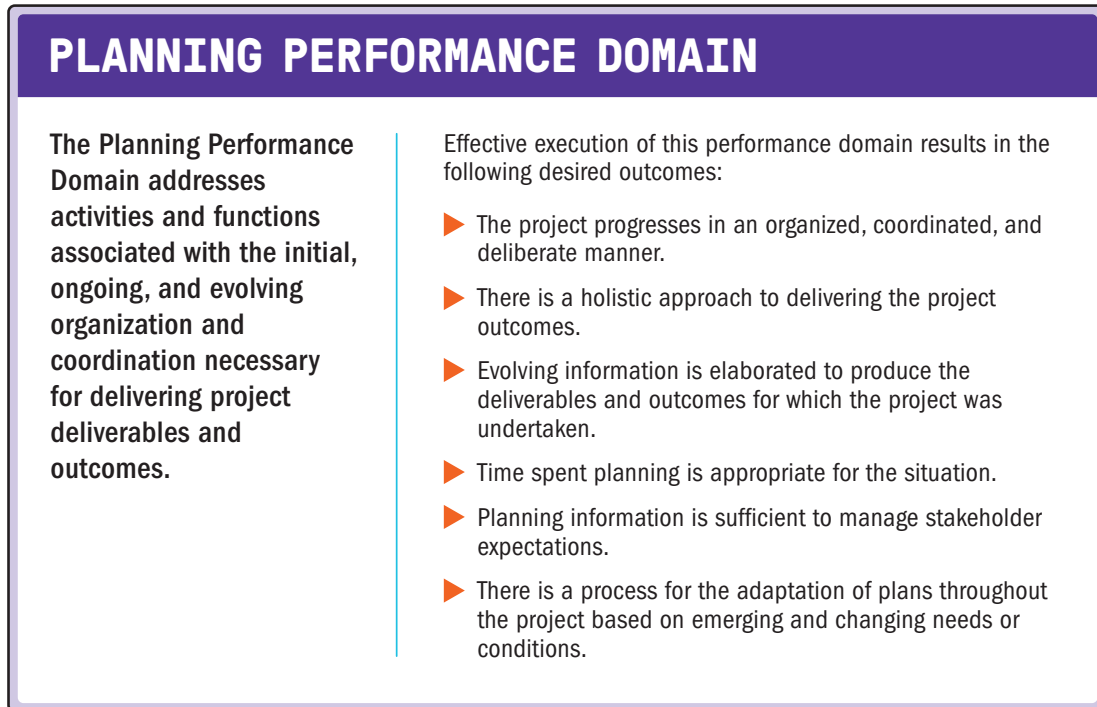 PLANNING PERFORMANCE DOMAIN
The Planning Performance
Domain addresses
activities and functions
associated with the initial,
ongoing, and evolving
organization and
coordination necessary
for delivering project
deliverables and
outcomes.
Effective execution of this performance domain results in the
following desired outcomes:
The project progresses in an organized, coordinated, and
deliberate manner.
There is a holistic approach to delivering the project
outcomes.
Evolving information is elaborated to produce the
deliverables and outcomes for which the project was
undertaken.
Time spent planning is appropriate for the situation.
Planning information is sufficient to manage stakeholder
expectations.
There is a process for the adaptation of plans throughout
the project based on emerging and changing needs or
conditions.